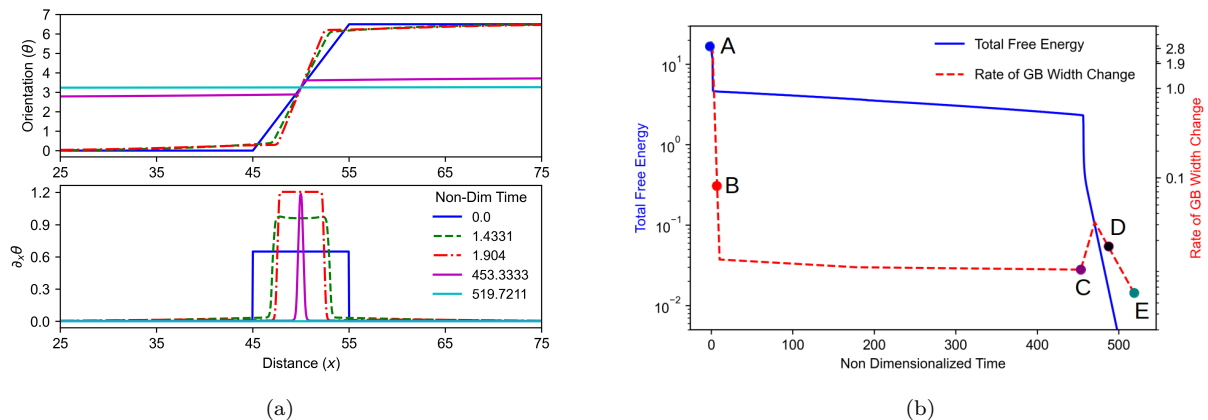 7
6
5
4
3
2
1
0
Orientation (θ)
25 35 45 55 65 75
1.2
0.9
0.6
0.3
0.0
∂ₓθ
Non-Dim Time
0.0
1.4331
1.904
453.3333
519.7211
25 35 45 55 65 75
Distance (x)
(a)
10¹
10⁰
10⁻¹
10⁻²
Total Free Energy
Total Free Energy
Rate of GB Width Change
A
B
C
D
E
2.8
1.9
1.0
0.1
Rate of GB Width Change
0 100 200 300 400 500
Non Dimensionalized Time
(b)